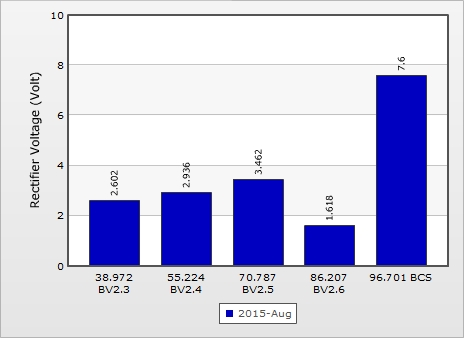 10
8
6
4
2
0
Rectifier Voltage (Volt)
2.602
2.936
3.462
1.618
7.6
38.972
BV2.3
55.224
BV2.4
70.787
BV2.5
86.207
BV2.6
96.701 BCS
2015-Aug